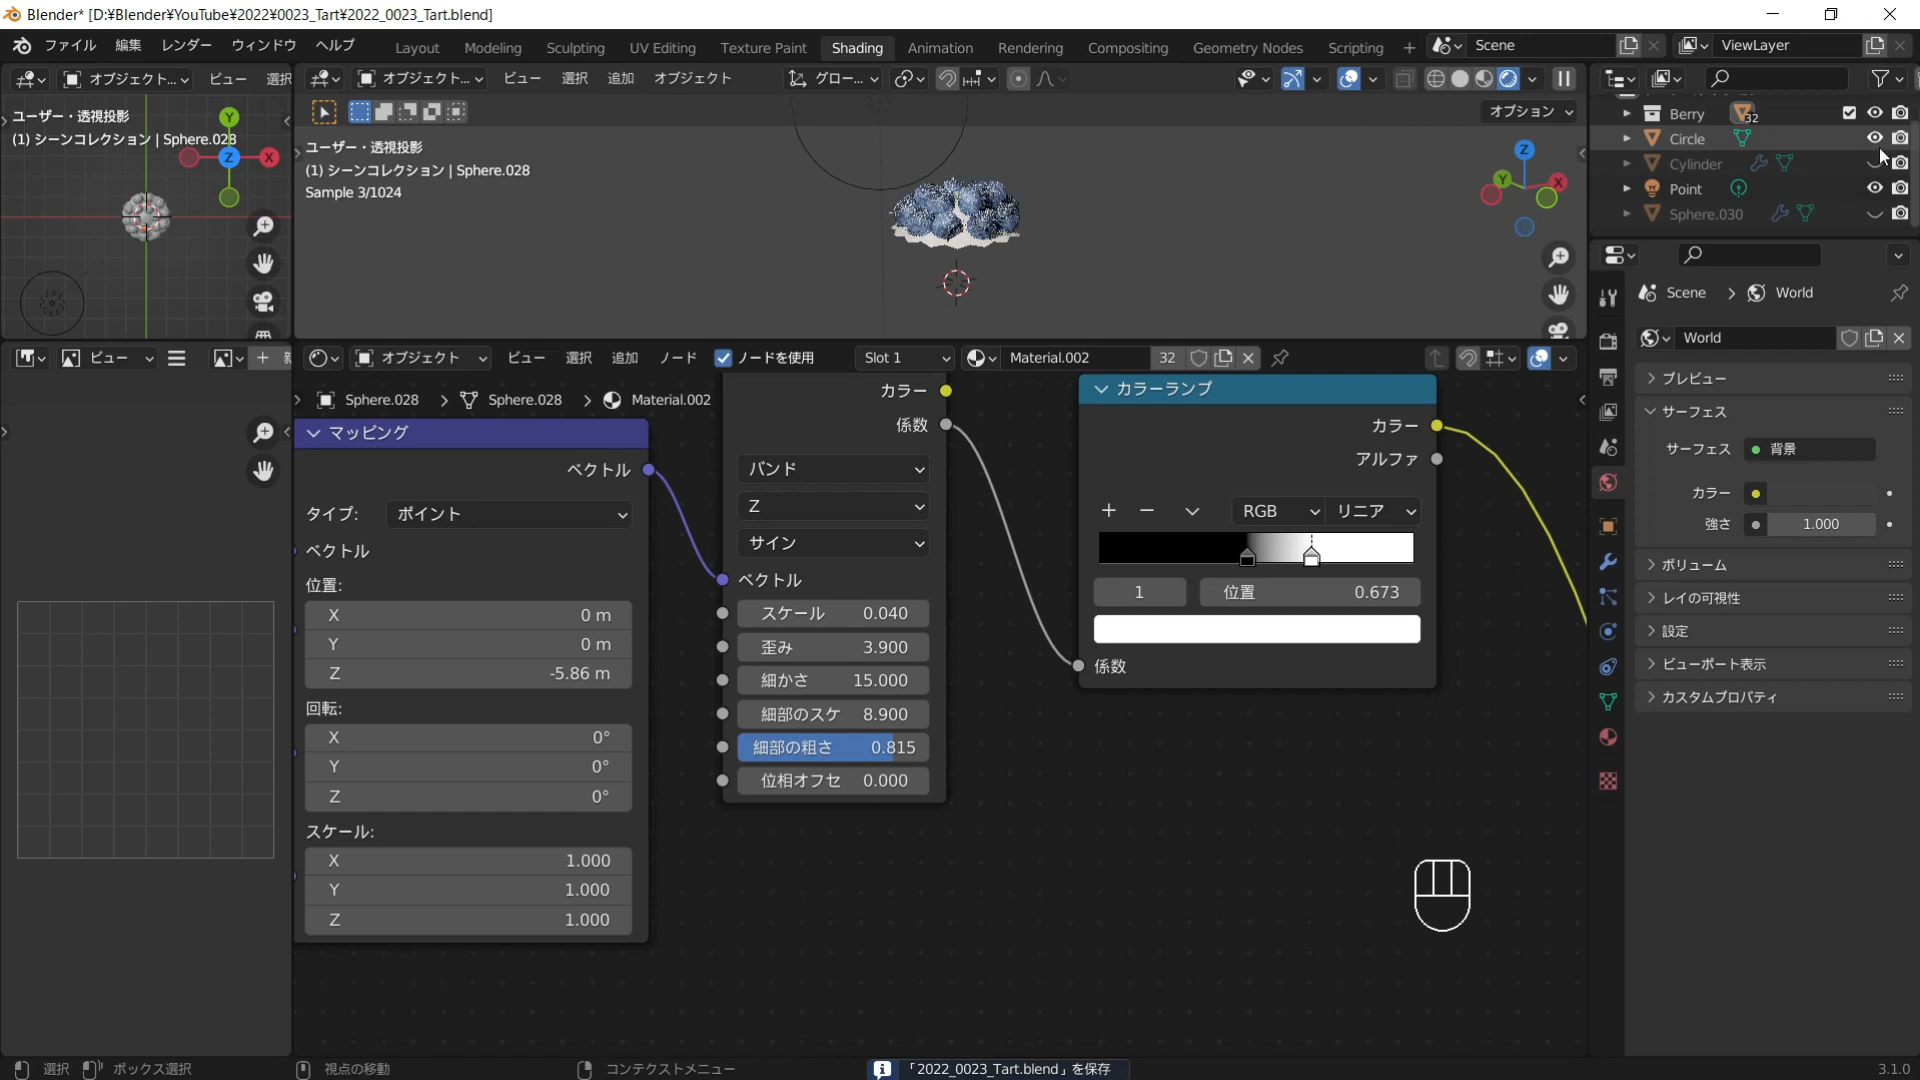 Blender* [D:¥Blender¥YouTube¥2022¥0023_Tart¥2022_0023_Tart.blend]
ファイル 編集 レンダー ウィンドウ ヘルプ Layout Modeling Sculpting UV Editing Texture Paint Shading Animation Rendering Compositing Geometry Nodes Scripting + Scene ViewLayer
オブジェクト... ビュー 選択
オブジェクト... ビュー 選択 追加 オブジェクト グロー...
オプション
ユーザー・透視投影
(1) シーンコレクション | Sphere.028
Y
X
Z
ユーザー・透視投影
(1) シーンコレクション | Sphere.028
Sample 3/1024
Z
Y
X
Berry 32
Circle
Cylinder
Point
Sphere.030
Scene > World
World
プレビュー
サーフェス
サーフェス 背景
カラー
強さ 1.000
ボリューム
レイの可視性
設定
ビューポート表示
カスタムプロパティ
ビュー
オブジェクト ビュー 選択 追加 ノード ノードを使用 Slot 1 Material.002 32
Sphere.028 > Sphere.028 > Material.002
マッピング
ベクトル
タイプ: ポイント
ベクトル
位置:
X 0 m
Y 0 m
Z -5.86 m
回転:
X 0°
Y 0°
Z 0°
スケール:
X 1.000
Y 1.000
Z 1.000
カラー
係数
バンド
Z
サイン
ベクトル
スケール 0.040
歪み 3.900
細かさ 15.000
細部のスケ 8.900
細部の粗さ 0.815
位相オフセ 0.000
カラーランプ
カラー
アルファ
+ − RGB リニア
1 位置 0.673
係数
選択 ボックス選択 視点の移動 コンテクストメニュー 「2022_0023_Tart.blend」を保存 3.1.0